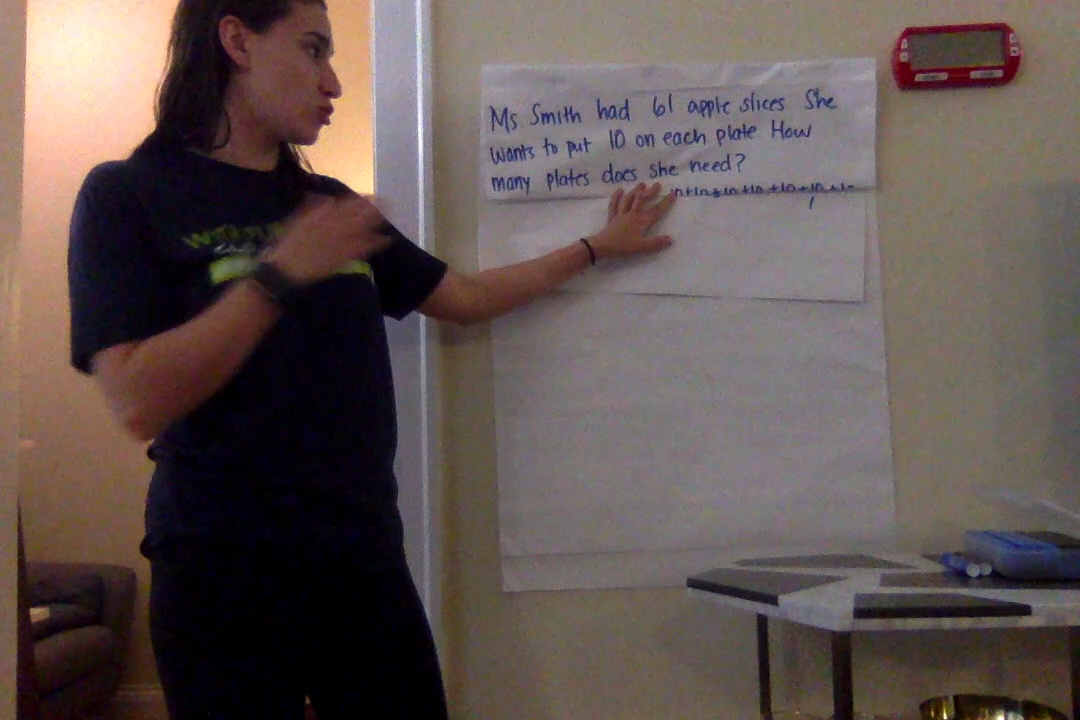 Ms. Smith had 61 apple slices She
wants to put 10 on each plate How
many plates does she need?